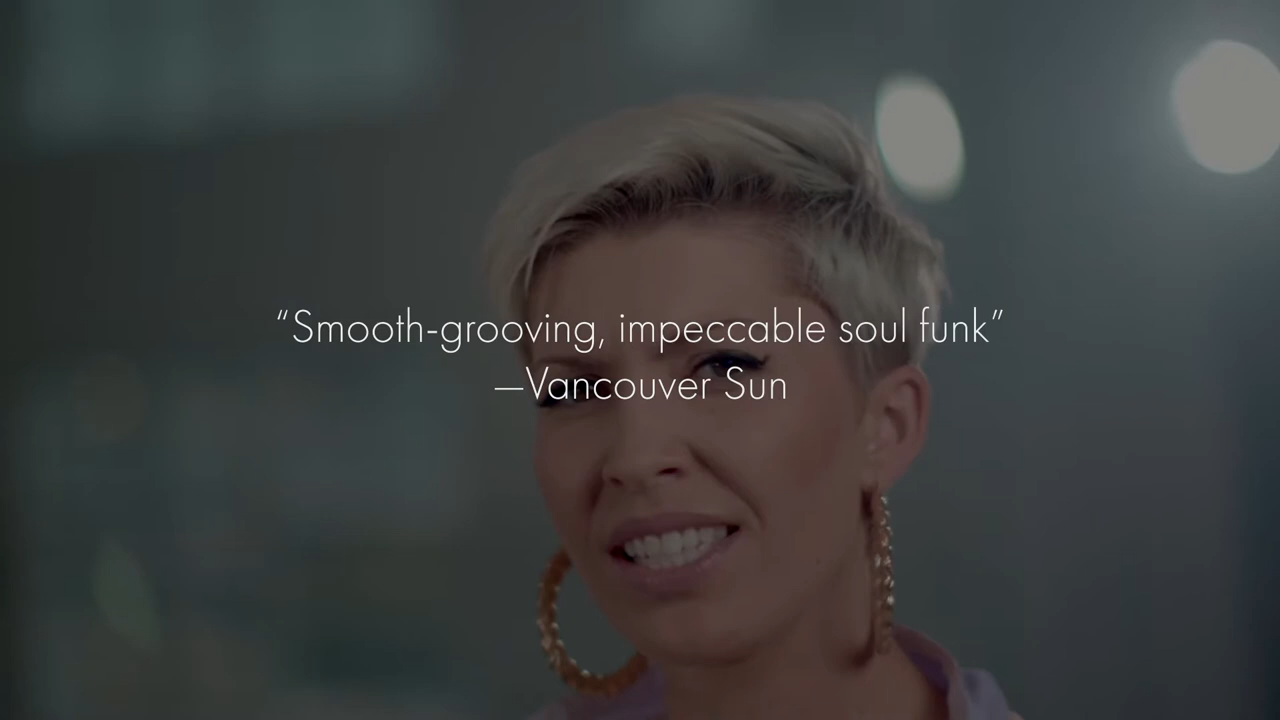 “Smooth-grooving, impeccable soul funk”
—Vancouver Sun